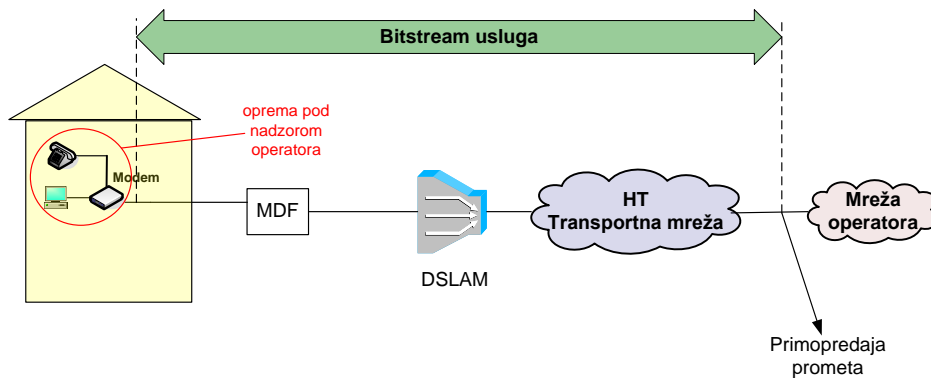 Bitstream usluga
oprema pod
nadzorom
operatora
Modem
MDF
DSLAM
HT
Transportna mreža
Mreža
operatora
Primopredaja
prometa